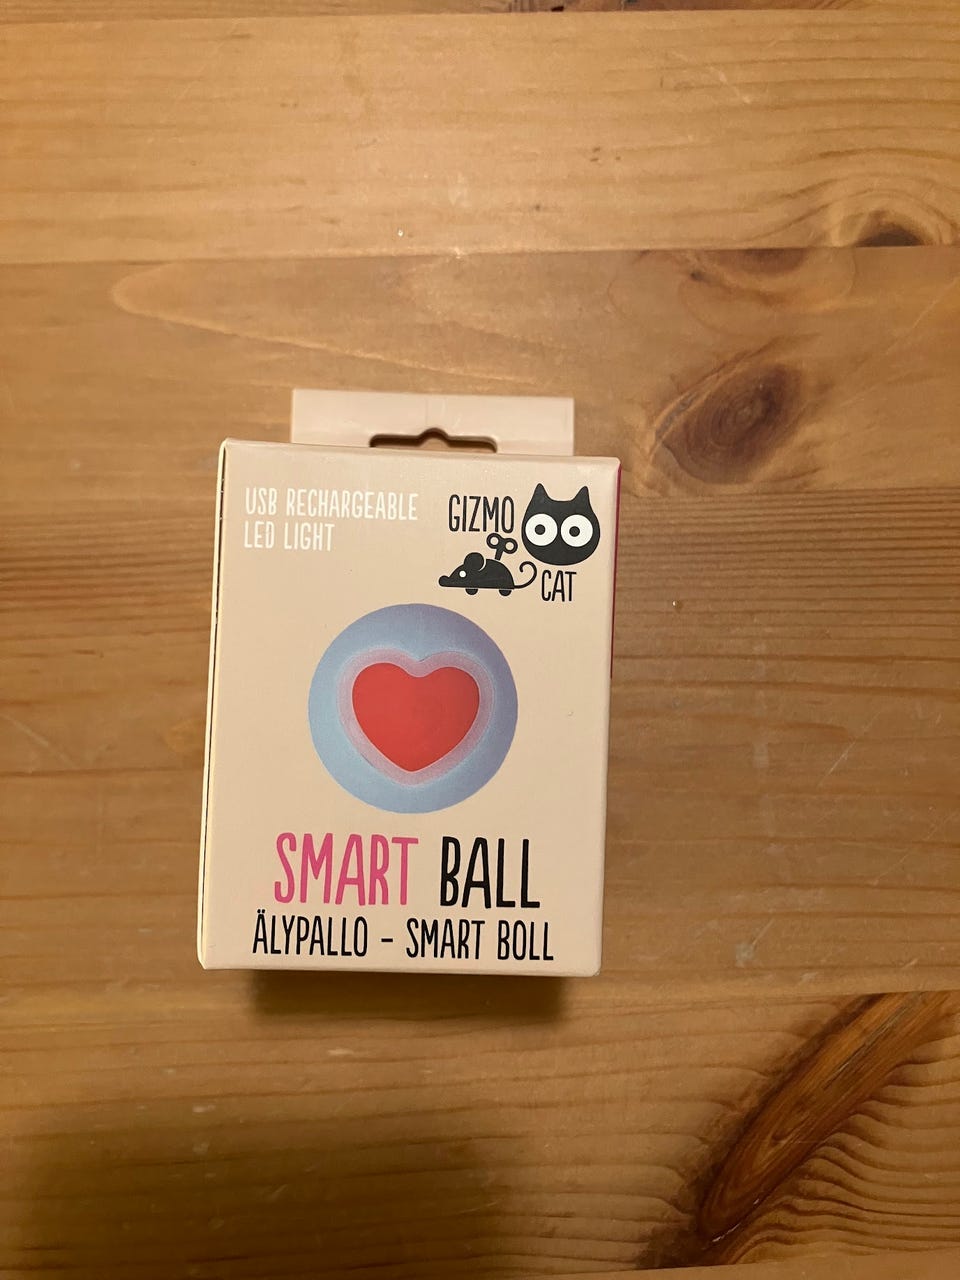 USB RECHARGEABLE
LED LIGHT
GIZMO
CAT
SMART BALL
ÄLYPALLO - SMART BOLL